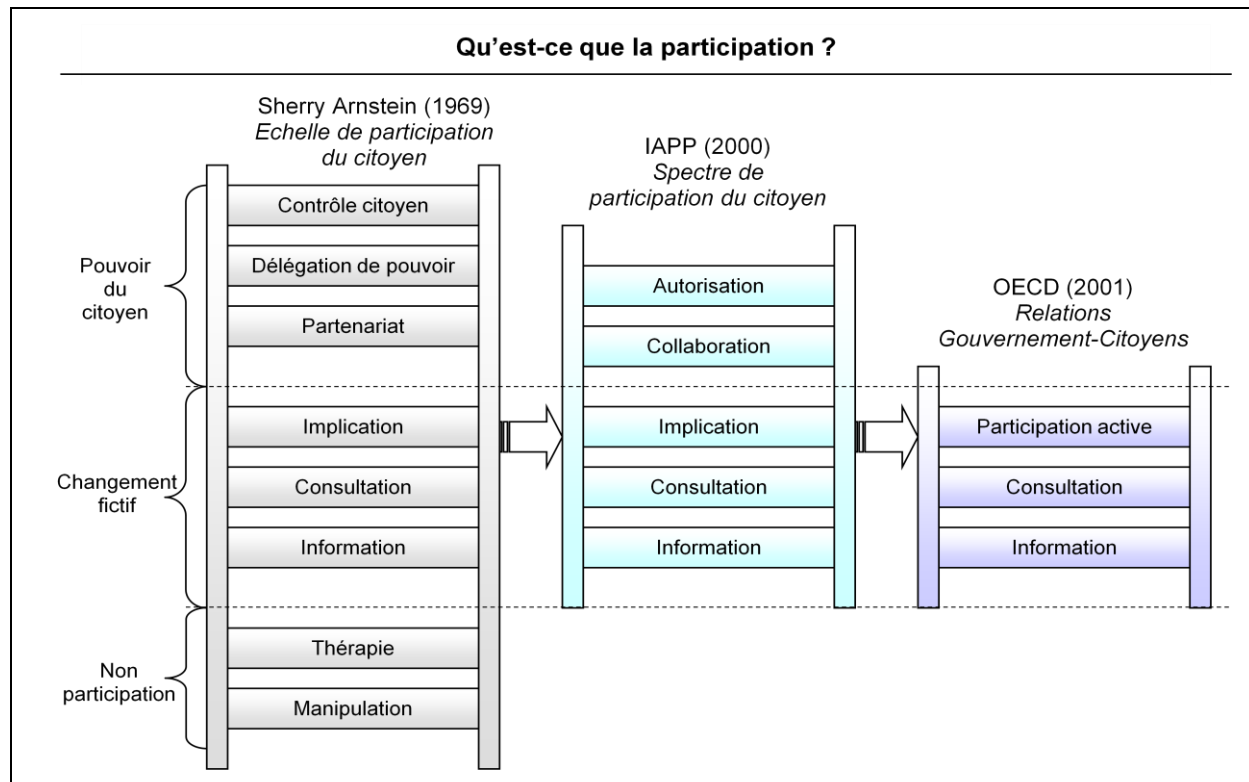 Qu'est-ce que la participation ?
Sherry Arnstein (1969)
Echelle de participation
du citoyen
Pouvoir
du
citoyen
Contrôle citoyen
Délégation de pouvoir
Partenariat
Changement
fictif
Implication
Consultation
Information
Non
participation
Thérapie
Manipulation
IAPP (2000)
Spectre de
participation du citoyen
Autorisation
Collaboration
Implication
Consultation
Information
OECD (2001)
Relations
Gouvernement-Citoyens
Participation active
Consultation
Information